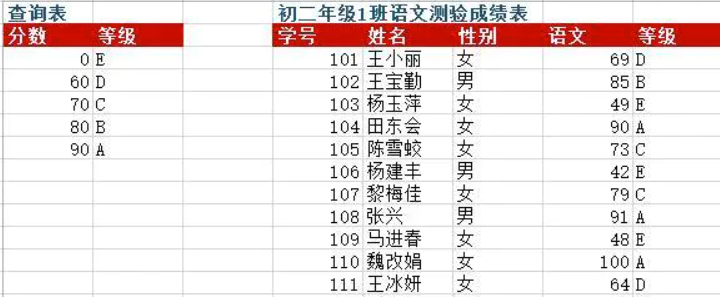 查询表 初二年级1班语文测验成绩表
分数 等级 学号 姓名 性别 语文 等级
0 E 101 王小丽 女 69 D
60 D 102 王宝勤 男 85 B
70 C 103 杨玉萍 女 49 E
80 B 104 田东会 女 90 A
90 A 105 陈雪蛟 女 73 C
106 杨建丰 男 42 E
107 黎梅佳 女 79 C
108 张兴 男 91 A
109 马进春 女 48 E
110 魏改娟 女 100 A
111 王冰妍 女 64 D